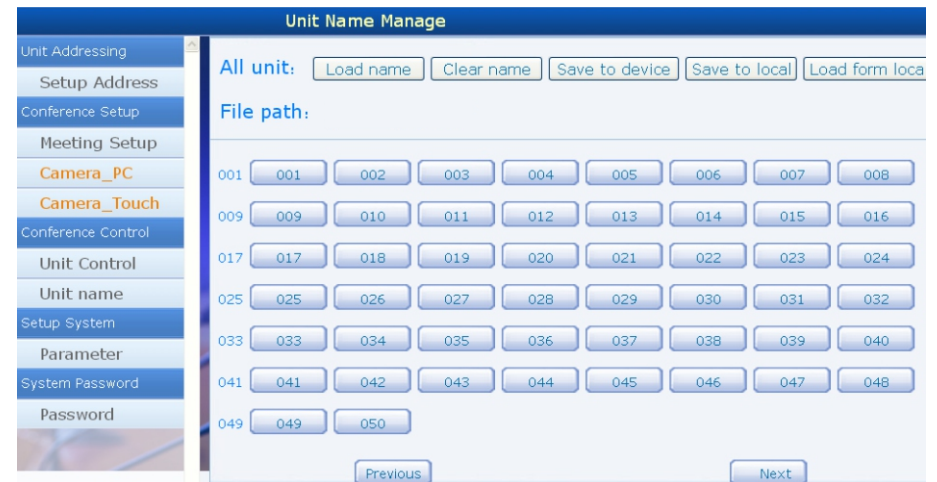 Unit Name Manage
Unit Addressing
Setup Address
Conference Setup
Meeting Setup
Camera_PC
Camera_Touch
Conference Control
Unit Control
Unit name
Setup System
Parameter
System Password
Password
All unit: Load name Clear name Save to device Save to local Load form loca
File path:
001 001 002 003 004 005 006 007 008
009 009 010 011 012 013 014 015 016
017 017 018 019 020 021 022 023 024
025 025 026 027 028 029 030 031 032
033 033 034 035 036 037 038 039 040
041 041 042 043 044 045 046 047 048
049 049 050
Previous Next